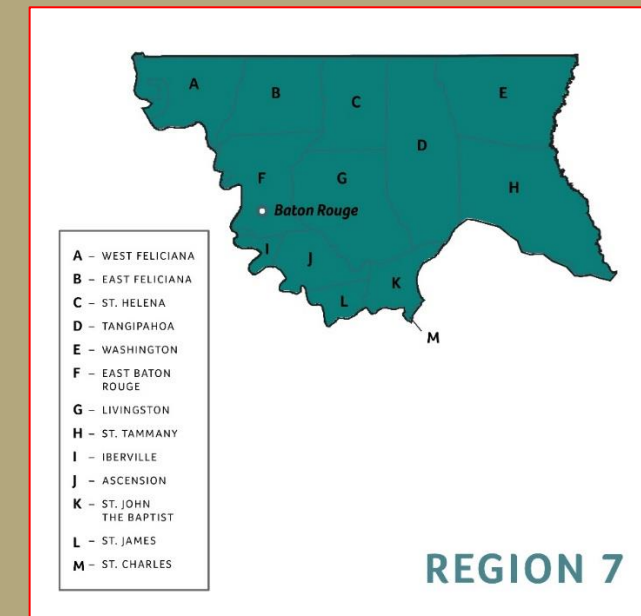 A
B
C
E
D
F
G
H
Baton Rouge
I
J
K
L
M
A – WEST FELICIANA
B – EAST FELICIANA
C – ST. HELENA
D – TANGIPAHOA
E – WASHINGTON
F – EAST BATON
ROUGE
G – LIVINGSTON
H – ST. TAMMANY
I – IBERVILLE
J – ASCENSION
K – ST. JOHN
THE BAPTIST
L – ST. JAMES
M – ST. CHARLES
REGION 7